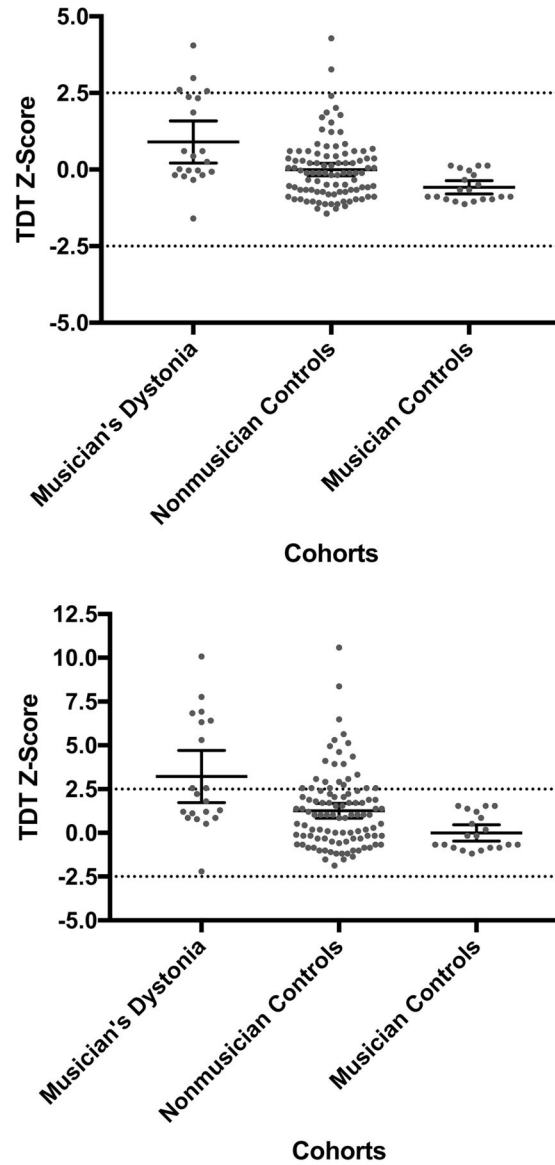 5.0
2.5
0.0
-2.5
-5.0
TDT Z-Score
Musician's Dystonia
Nonmusician Controls
Musician Controls
Cohorts
12.5
10.0
7.5
5.0
2.5
0.0
-2.5
-5.0
TDT Z-Score
Musician's Dystonia
Nonmusician Controls
Musician Controls
Cohorts